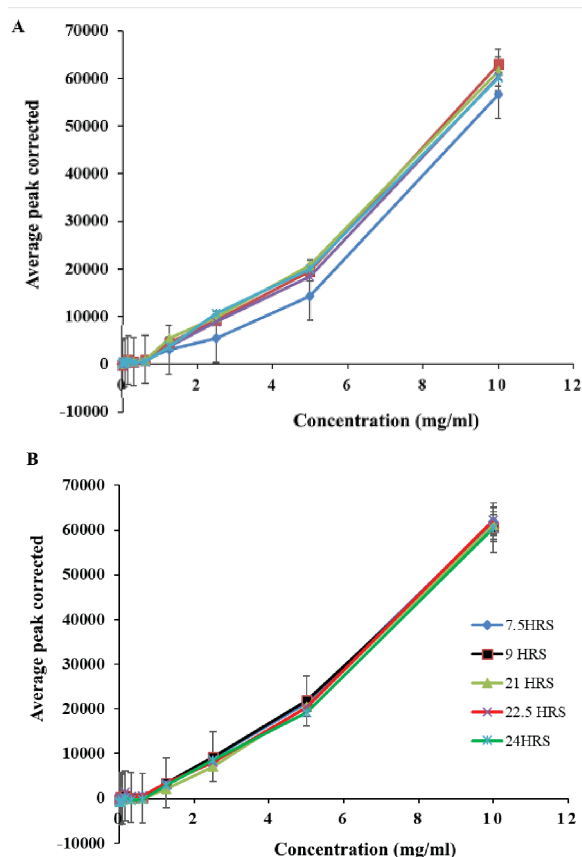 A
70000
60000
50000
40000
30000
20000
10000
0
-10000
0 2 4 6 8 10 12
Average peak corrected
Concentration (mg/ml)
B
70000
60000
50000
40000
30000
20000
10000
0
-10000
0 2 4 6 8 10 12
Average peak corrected
Concentration (mg/ml)
7.5HRS
9 HRS
21 HRS
22.5 HRS
24HRS